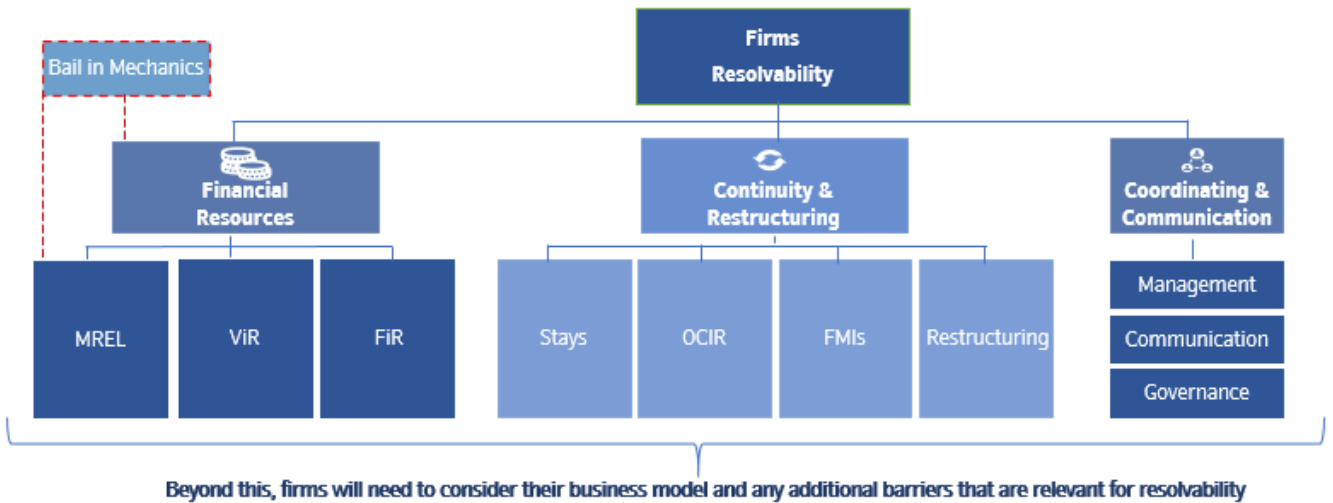 Firms
Resolvability
Bail in Mechanics
Financial
Resources
Continuity &
Restructuring
Coordinating &
Communication
MREL
ViR
FiR
Stays
OCIR
FMIs
Restructuring
Management
Communication
Governance
Beyond this, firms will need to consider their business model and any additional barriers that are relevant for resolvability